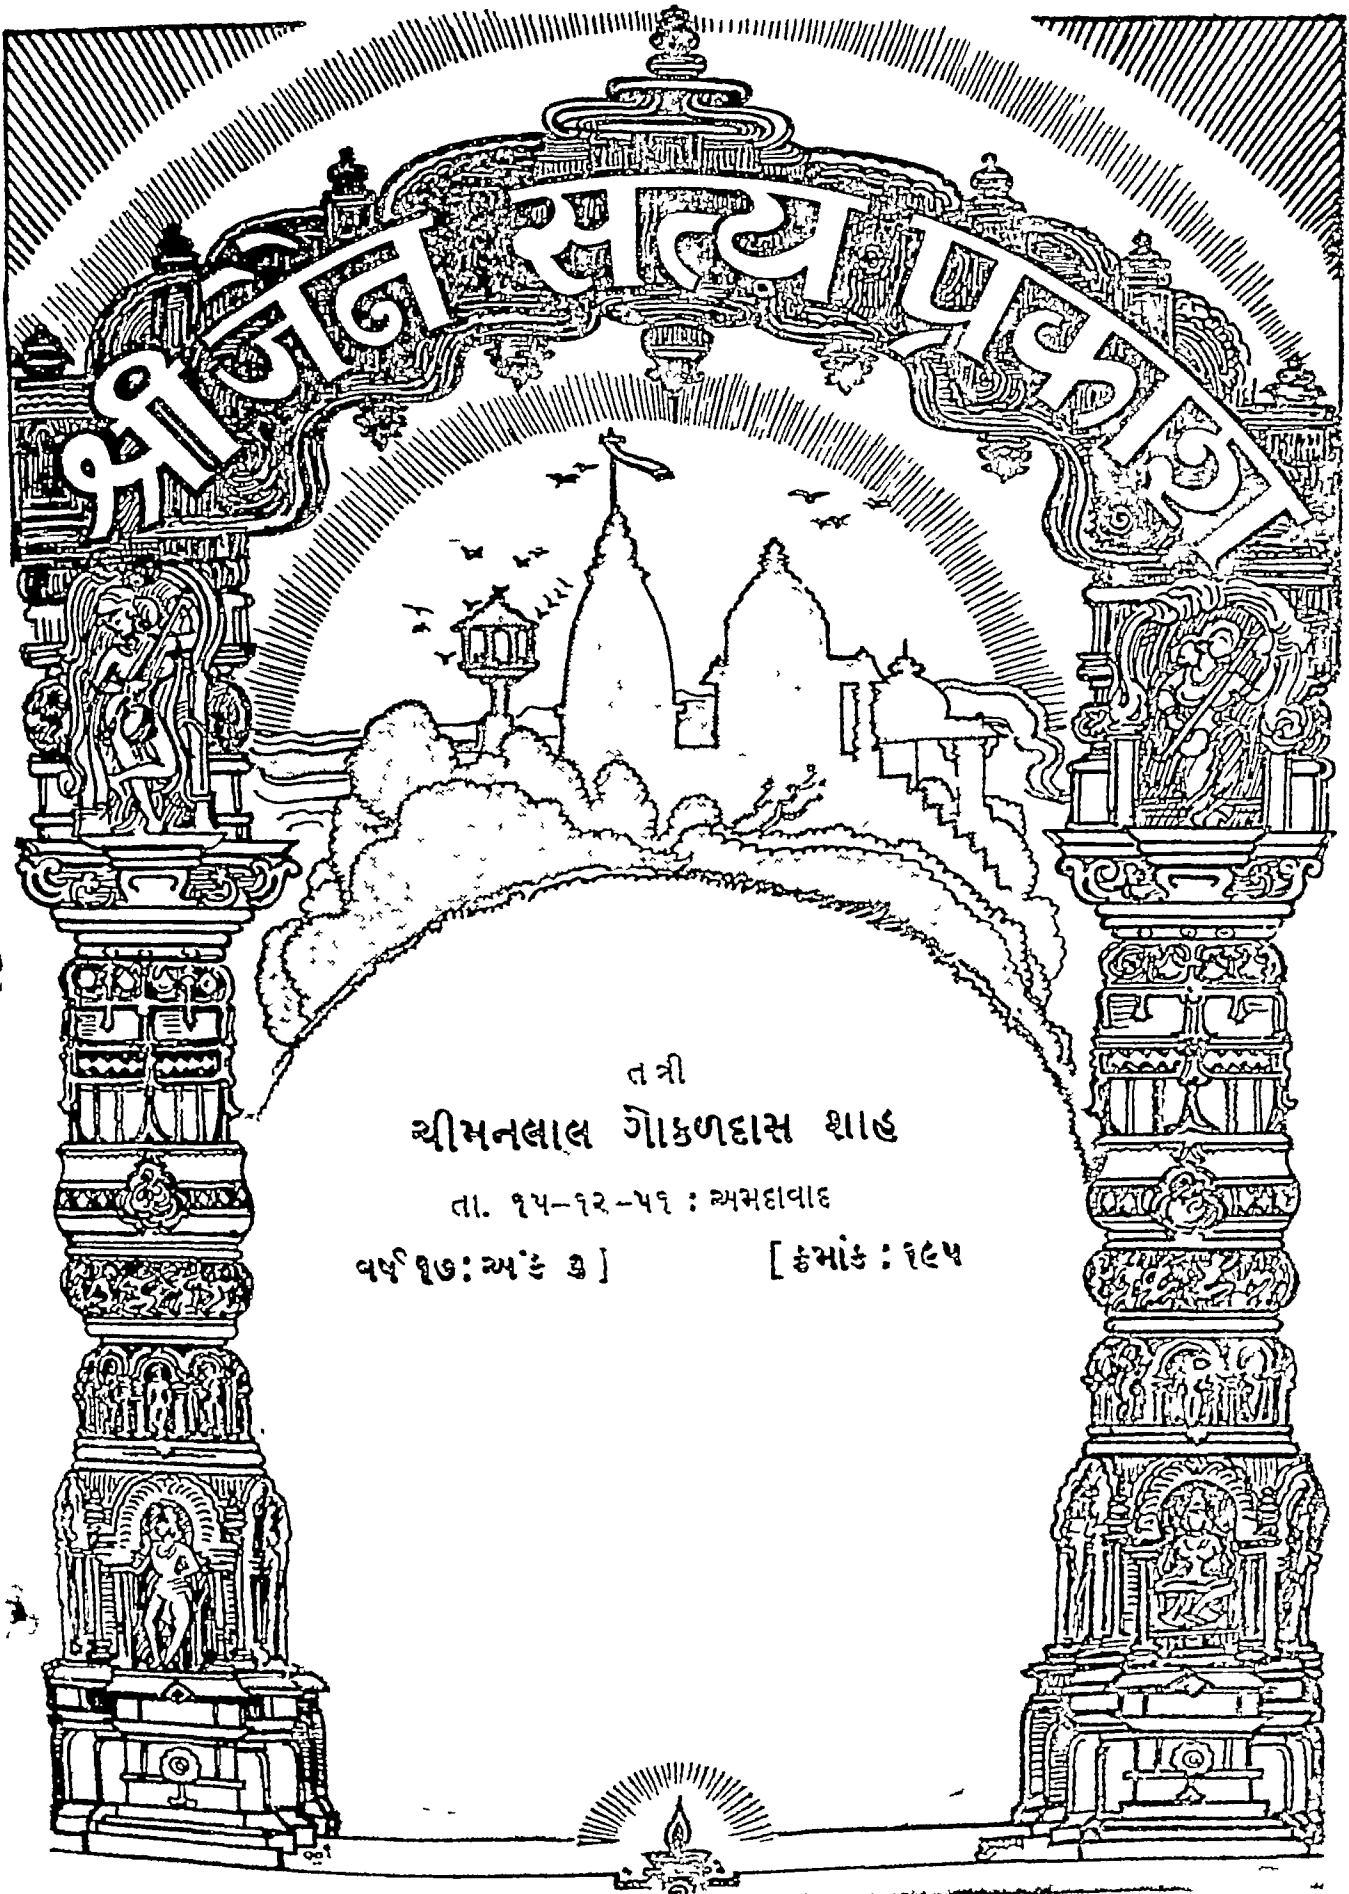 श्री जैन सत्य प्रकाश
તંત્રી
ચીમનલાલ ગોકળદાસ શાહ
તા. ૧૫-૧૨-૫૧ : અમદાવાદ
વર્ષ ૧૭ : અંક ૩ ] [ ક્રમાંક : ૧૯૫